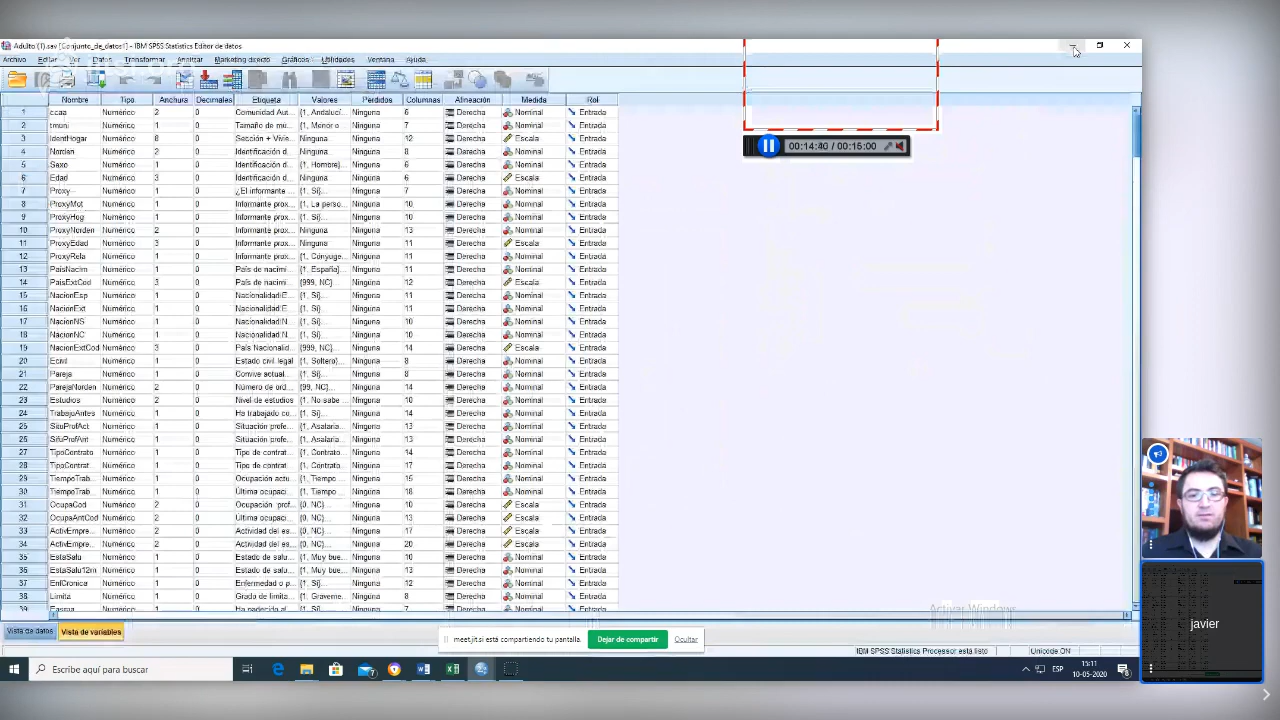 Adulto (1).sav [Conjunto_de_datos1] - IBM SPSS Statistics Editor de datos
Archivo Editar Ver Datos Transformar Analizar Marketing directo Gráficos Utilidades Ventana Ayuda
00:14:40 / 00:15:00
Nombre Tipo Anchura Decimales Etiqueta Valores Perdidos Columnas Alineación Medida Rol
1 ccaa Numérico 2 0 Comunidad Aut... {1, Andalucí... Ninguna 6 Derecha Nominal Entrada
2 tmuni Numérico 1 0 Tamaño de mu... {1, Menor o ... Ninguna 7 Derecha Nominal Entrada
3 IdentHogar Numérico 8 0 Sección + Vivie... Ninguno Ninguna 12 Derecha Escala Entrada
4 Norden Numérico 2 0 Identificación d... Ninguno Ninguna 8 Derecha Nominal Entrada
5 Sexo Numérico 1 0 Identificación d... {1, Hombre}... Ninguna 6 Derecha Nominal Entrada
6 Edad Numérico 3 0 Identificación d... Ninguno Ninguna 6 Derecha Escala Entrada
7 Proxy Numérico 1 0 ¿El informante ... {1, Sí}... Ninguna 7 Derecha Nominal Entrada
8 ProxyMot Numérico 1 0 Informante prox... {1, La perso... Ninguna 10 Derecha Nominal Entrada
9 ProxyHog Numérico 1 0 Informante prox... {1, Sí}... Ninguna 10 Derecha Nominal Entrada
10 ProxyNorden Numérico 2 0 Informante prox... Ninguno Ninguna 13 Derecha Nominal Entrada
11 ProxyEdad Numérico 3 0 Informante prox... Ninguno Ninguna 11 Derecha Escala Entrada
12 ProxyRela Numérico 1 0 Informante prox... {1, Cónyuge... Ninguna 11 Derecha Nominal Entrada
13 PaisNacim Numérico 1 0 País de nacimi... {1, España}... Ninguna 11 Derecha Nominal Entrada
14 PaisExtCod Numérico 3 0 País de nacimi... {999, NC}... Ninguna 12 Derecha Escala Entrada
15 NacionEsp Numérico 1 0 Nacionalidad:E... {1, Sí}... Ninguna 10 Derecha Nominal Entrada
16 NacionExt Numérico 1 0 Nacionalidad:E... {1, Sí}... Ninguna 10 Derecha Nominal Entrada
17 NacionNS Numérico 1 0 Nacionalidad:N... {1, Sí}... Ninguna 10 Derecha Nominal Entrada
18 NacionNC Numérico 1 0 Nacionalidad:N... {1, Sí}... Ninguna 10 Derecha Nominal Entrada
19 NacionExtCod Numérico 3 0 País Nacionalid... {999, NC}... Ninguna 14 Derecha Escala Entrada
20 Ecivil Numérico 1 0 Estado civil legal {1, Soltero}... Ninguna 8 Derecha Nominal Entrada
21 Pareja Numérico 1 0 Convive actual... {1, Sí}... Ninguna 8 Derecha Nominal Entrada
22 ParejaNorden Numérico 2 0 Número de ord... {99, NC}... Ninguna 14 Derecha Nominal Entrada
23 Estudios Numérico 2 0 Nivel de estudios {1, No sabe ... Ninguna 10 Derecha Nominal Entrada
24 TrabajoAntes Numérico 1 0 Ha trabajado co... {1, Sí}... Ninguna 14 Derecha Nominal Entrada
25 SituProfAct Numérico 1 0 Situación profe... {1, Asalaria... Ninguna 13 Derecha Nominal Entrada
26 SituProfAnt Numérico 1 0 Situación profe... {1, Asalaria... Ninguna 13 Derecha Nominal Entrada
27 TipoContrato Numérico 1 0 Tipo de contrat... {1, Contrato... Ninguna 14 Derecha Nominal Entrada
28 TipoContrat... Numérico 1 0 Tipo de contrat... {1, Contrato... Ninguna 17 Derecha Nominal Entrada
29 TiempoTrab... Numérico 1 0 Ocupación actu... {1, Tiempo ... Ninguna 15 Derecha Nominal Entrada
30 TiempoTrab... Numérico 1 0 Última ocupaci... {1, Tiempo ... Ninguna 18 Derecha Nominal Entrada
31 OcupaCod Numérico 2 0 Ocupación prof... {0, NC}... Ninguna 10 Derecha Escala Entrada
32 OcupaAntCod Numérico 2 0 Última ocupaci... {0, NC}... Ninguna 13 Derecha Escala Entrada
33 ActivEmpre... Numérico 2 0 Actividad del es... {0, NC}... Ninguna 17 Derecha Escala Entrada
34 ActivEmpre... Numérico 2 0 Actividad del es... {0, NC}... Ninguna 20 Derecha Escala Entrada
35 EstaSalu Numérico 1 0 Estado de salu... {1, Muy bue... Ninguna 10 Derecha Nominal Entrada
36 EstaSalu12m Numérico 1 0 Estado de salu... {1, Muy bue... Ninguna 13 Derecha Nominal Entrada
37 EnfCronica Numérico 1 0 Enfermedad o p... {1, Sí}... Ninguna 12 Derecha Nominal Entrada
38 Limita Numérico 1 0 Grado de limita... {1, Graveme... Ninguna 8 Derecha Nominal Entrada
39 Easma Numérico 1 0 Ha padecido al... {1, Sí}... Ninguna 7 Derecha Nominal Entrada
Activar Windows
javier
Vista de datos Vista de variables
meet.jit.si está compartiendo tu pantalla. Dejar de compartir Ocultar
IBM SPSS Statistics Processor está listo Unicode:ON
Escribe aquí para buscar
ESP
15:11
10-05-2020